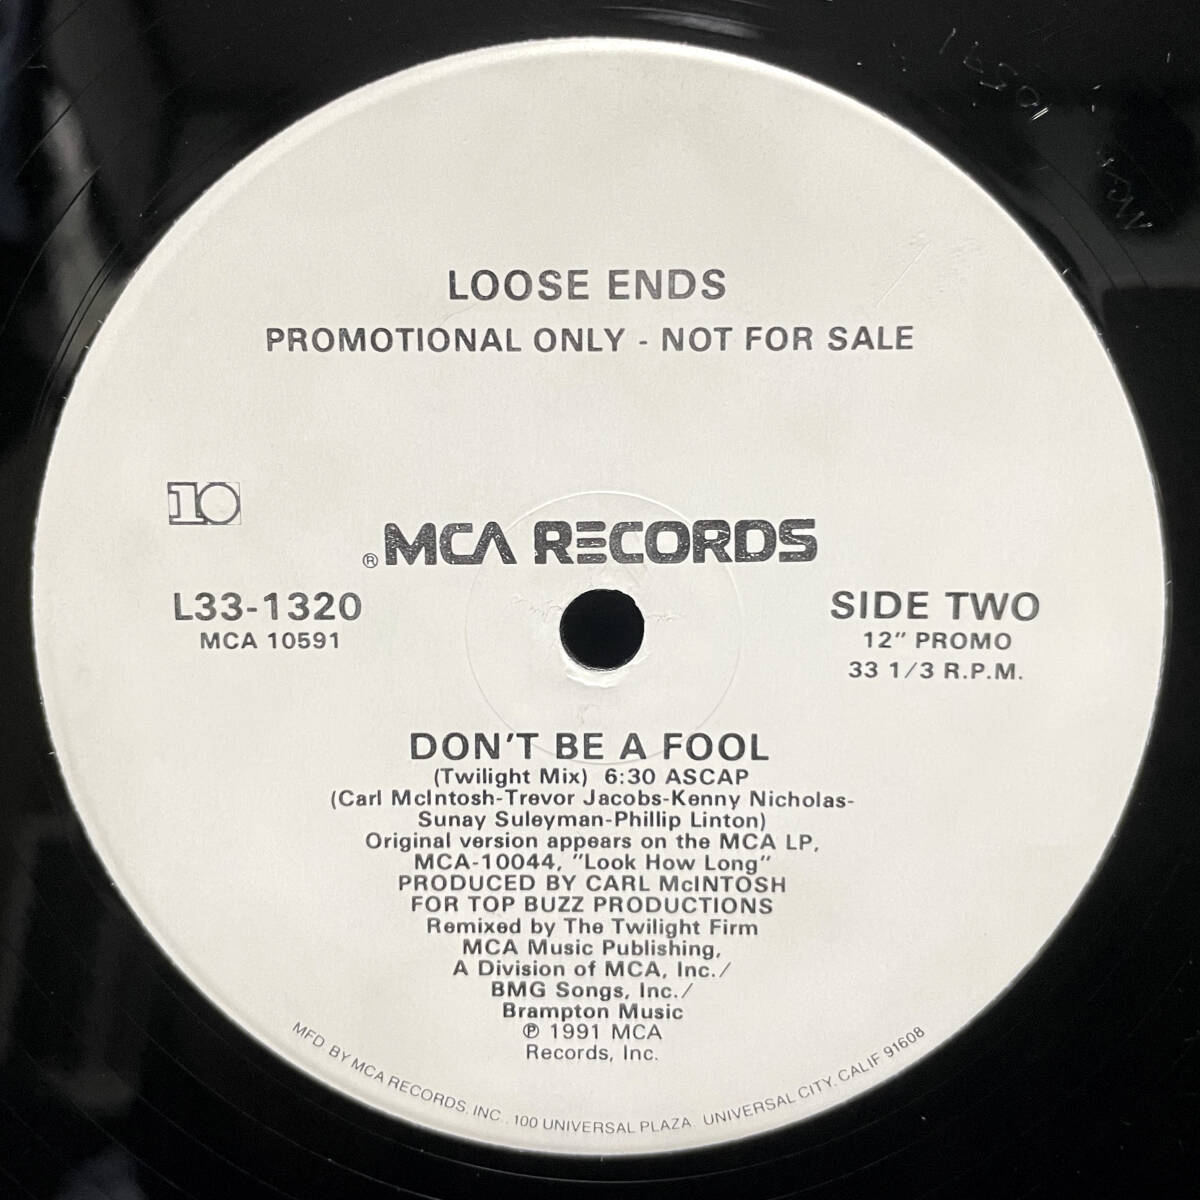 LOOSE ENDS
PROMOTIONAL ONLY - NOT FOR SALE
10
® MCA RECORDS
L33-1320
MCA 10591
SIDE TWO
12" PROMO
33 1/3 R.P.M.
DON'T BE A FOOL
(Twilight Mix) 6:30 ASCAP
(Carl McIntosh-Trevor Jacobs-Kenny Nicholas-
Sunay Suleyman-Phillip Linton)
Original version appears on the MCA LP,
MCA-10044, "Look How Long"
PRODUCED BY CARL McINTOSH
FOR TOP BUZZ PRODUCTIONS
Remixed by The Twilight Firm
MCA Music Publishing,
A Division of MCA, Inc./
BMG Songs, Inc./
Brampton Music
℗ 1991 MCA
Records, Inc.
MFD BY MCA RECORDS, INC., 100 UNIVERSAL PLAZA. UNIVERSAL CITY. CALIF 91608